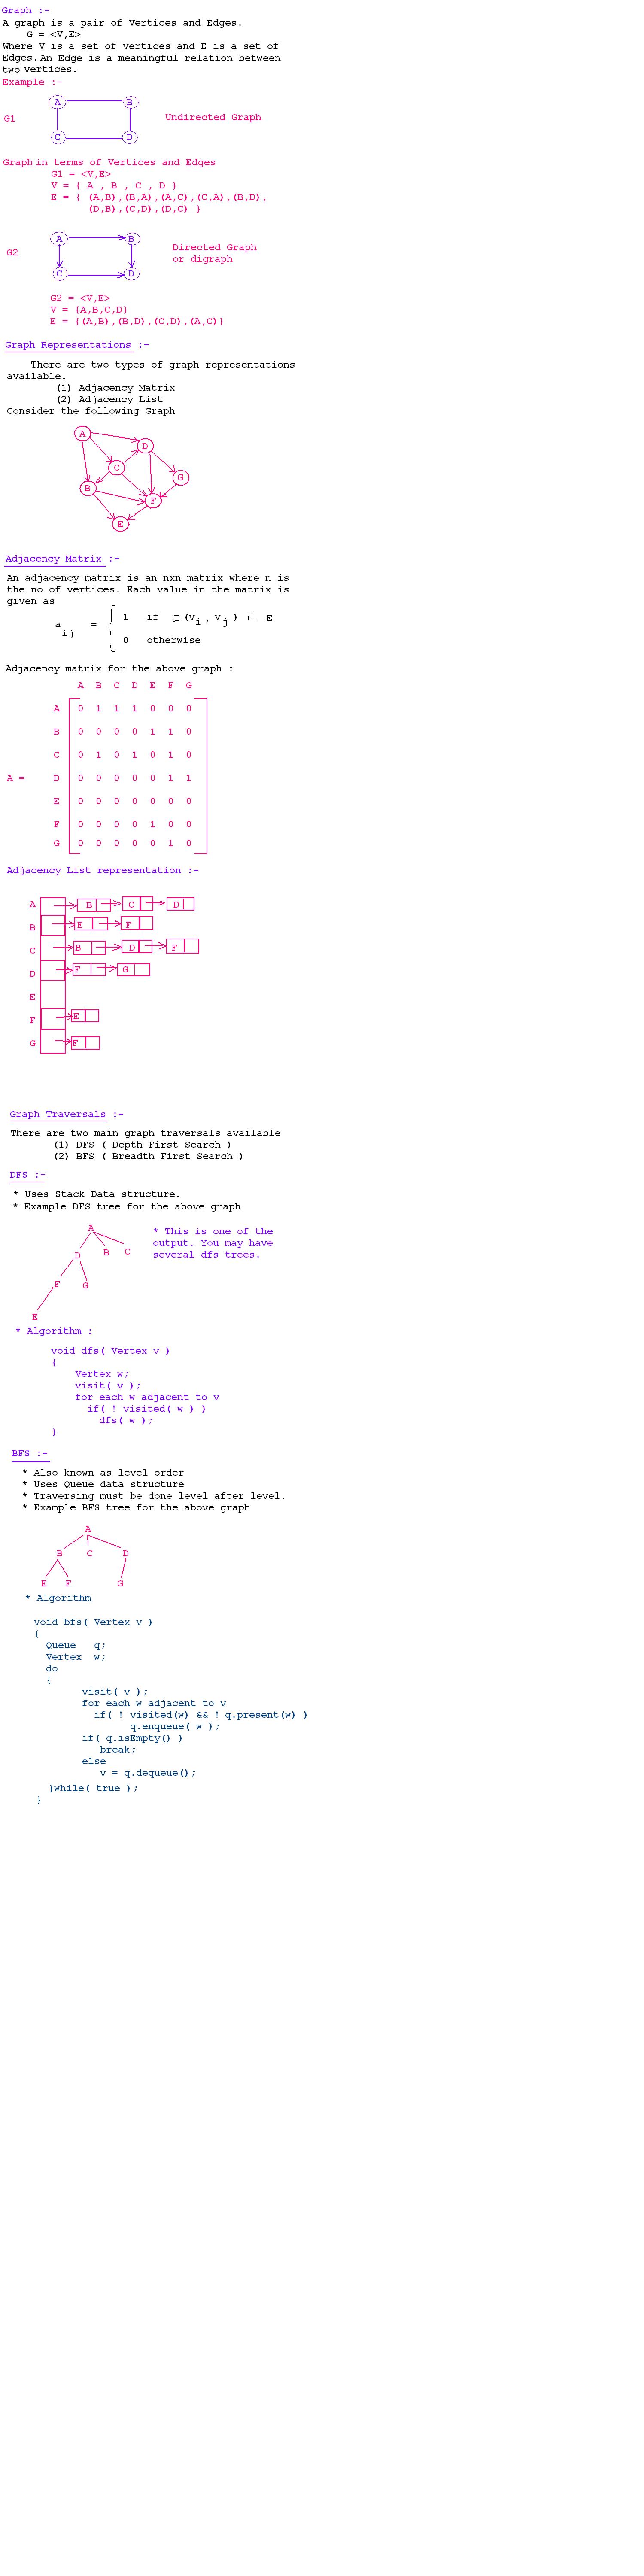 Graph :-
A graph is a pair of Vertices and Edges.
G = <V,E>
Where V is a set of vertices and E is a set of
Edges. An Edge is a meaningful relation between
two vertices.
Example :-
A B
G1 Undirected Graph
C D
Graph in terms of Vertices and Edges
G1 = <V,E>
V = { A , B , C , D }
E = { (A,B),(B,A),(A,C),(C,A),(B,D),
(D,B),(C,D),(D,C) }
A B
Directed Graph
G2
or digraph
C D
G2 = <V,E>
V = {A,B,C,D}
E = {(A,B),(B,D),(C,D),(A,C)}
Graph Representations :-
There are two types of graph representations
available.
(1) Adjacency Matrix
(2) Adjacency List
Consider the following Graph
A
D
C
G
B
F
E
Adjacency Matrix :-
An adjacency matrix is an nxn matrix where n is
the no of vertices. Each value in the matrix is
given as
1 if ∃ (v i , v j ) ∈ E
a ij =
0 otherwise
Adjacency matrix for the above graph :
A B C D E F G
A 0 1 1 1 0 0 0
B 0 0 0 0 1 1 0
C 0 1 0 1 0 1 0
A = D 0 0 0 0 0 1 1
E 0 0 0 0 0 0 0
F 0 0 0 0 1 0 0
G 0 0 0 0 0 1 0
Adjacency List representation :-
A B C D
B E F
C B D F
D F G
E
F E
G F
Graph Traversals :-
There are two main graph traversals available
(1) DFS ( Depth First Search )
(2) BFS ( Breadth First Search )
DFS :-
* Uses Stack Data structure.
* Example DFS tree for the above graph
A
* This is one of the
output. You may have
several dfs trees.
D B C
F G
E
* Algorithm :
void dfs( Vertex v )
{
Vertex w;
visit( v );
for each w adjacent to v
if( ! visited( w ) )
dfs( w );
}
BFS :-
* Also known as level order
* Uses Queue data structure
* Traversing must be done level after level.
* Example BFS tree for the above graph
A
B C D
E F G
* Algorithm
void bfs( Vertex v )
{
Queue q;
Vertex w;
do
{
visit( v );
for each w adjacent to v
if( ! visited(w) && ! q.present(w) )
q.enqueue( w );
if( q.isEmpty() )
break;
else
v = q.dequeue();
}while( true );
}